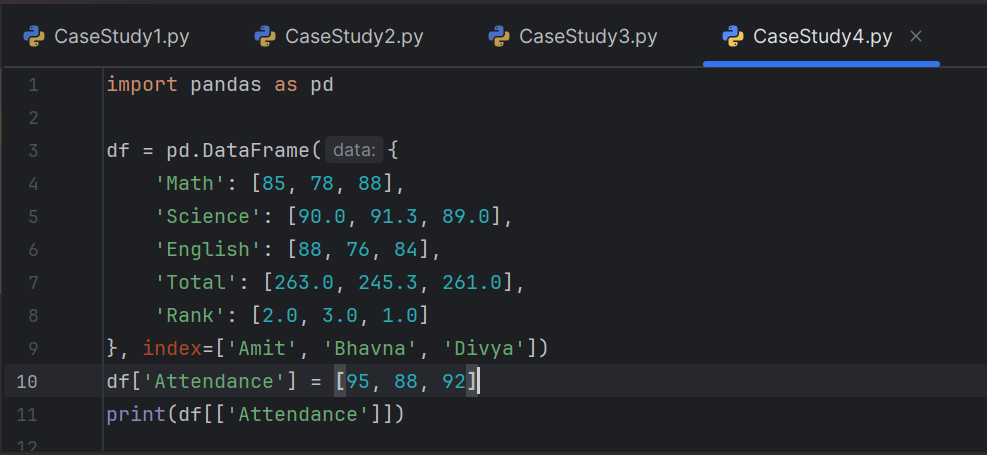 CaseStudy1.py CaseStudy2.py CaseStudy3.py CaseStudy4.py ×
1 import pandas as pd
2
3 df = pd.DataFrame( data: {
4     'Math': [85, 78, 88],
5     'Science': [90.0, 91.3, 89.0],
6     'English': [88, 76, 84],
7     'Total': [263.0, 245.3, 261.0],
8     'Rank': [2.0, 3.0, 1.0]
9 }, index=['Amit', 'Bhavna', 'Divya'])
10 df['Attendance'] = [95, 88, 92]
11 print(df[['Attendance']])
12